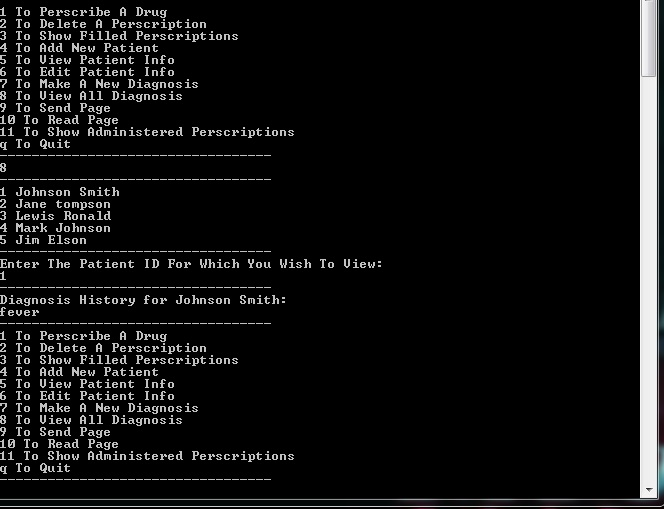 1 To Perscribe A Drug
2 To Delete A Perscription
3 To Show Filled Perscriptions
4 To Add New Patient
5 To View Patient Info
6 To Edit Patient Info
7 To Make A New Diagnosis
8 To View All Diagnosis
9 To Send Page
10 To Read Page
11 To Show Administered Perscriptions
q To Quit
----------------------------------
8
----------------------------------
1 Johnson Smith
2 Jane tompson
3 Lewis Ronald
4 Mark Johnson
5 Jim Elson
----------------------------------
Enter The Patient ID For Which You Wish To View:
1
----------------------------------
Diagnosis History for Johnson Smith:
fever
----------------------------------
1 To Perscribe A Drug
2 To Delete A Perscription
3 To Show Filled Perscriptions
4 To Add New Patient
5 To View Patient Info
6 To Edit Patient Info
7 To Make A New Diagnosis
8 To View All Diagnosis
9 To Send Page
10 To Read Page
11 To Show Administered Perscriptions
q To Quit
----------------------------------